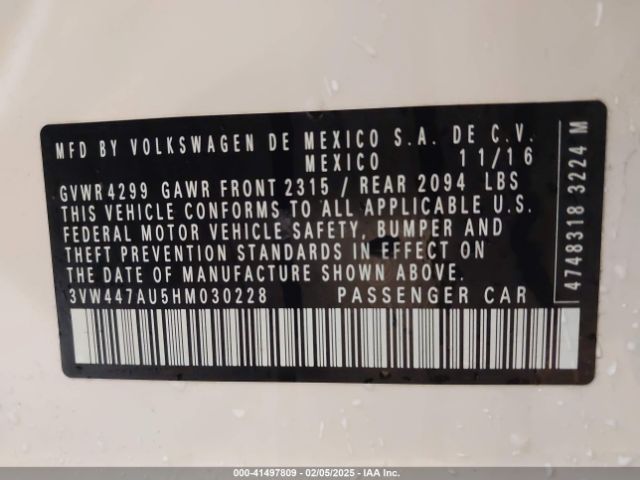 MFD BY VOLKSWAGEN DE MEXICO S.A. DE C.V.
MEXICO 11/16
GVWR 4299 GAWR FRONT 2315 / REAR 2094 LBS
THIS VEHICLE CONFORMS TO ALL APPLICABLE U.S.
FEDERAL MOTOR VEHICLE SAFETY, BUMPER AND
THEFT PREVENTION STANDARDS IN EFFECT ON
THE DATE OF MANUFACTURE SHOWN ABOVE.
3VW447AU5HM030228 PASSENGER CAR
4748318 3224 M
000-41497809 - 02/05/2025 - IAA Inc.